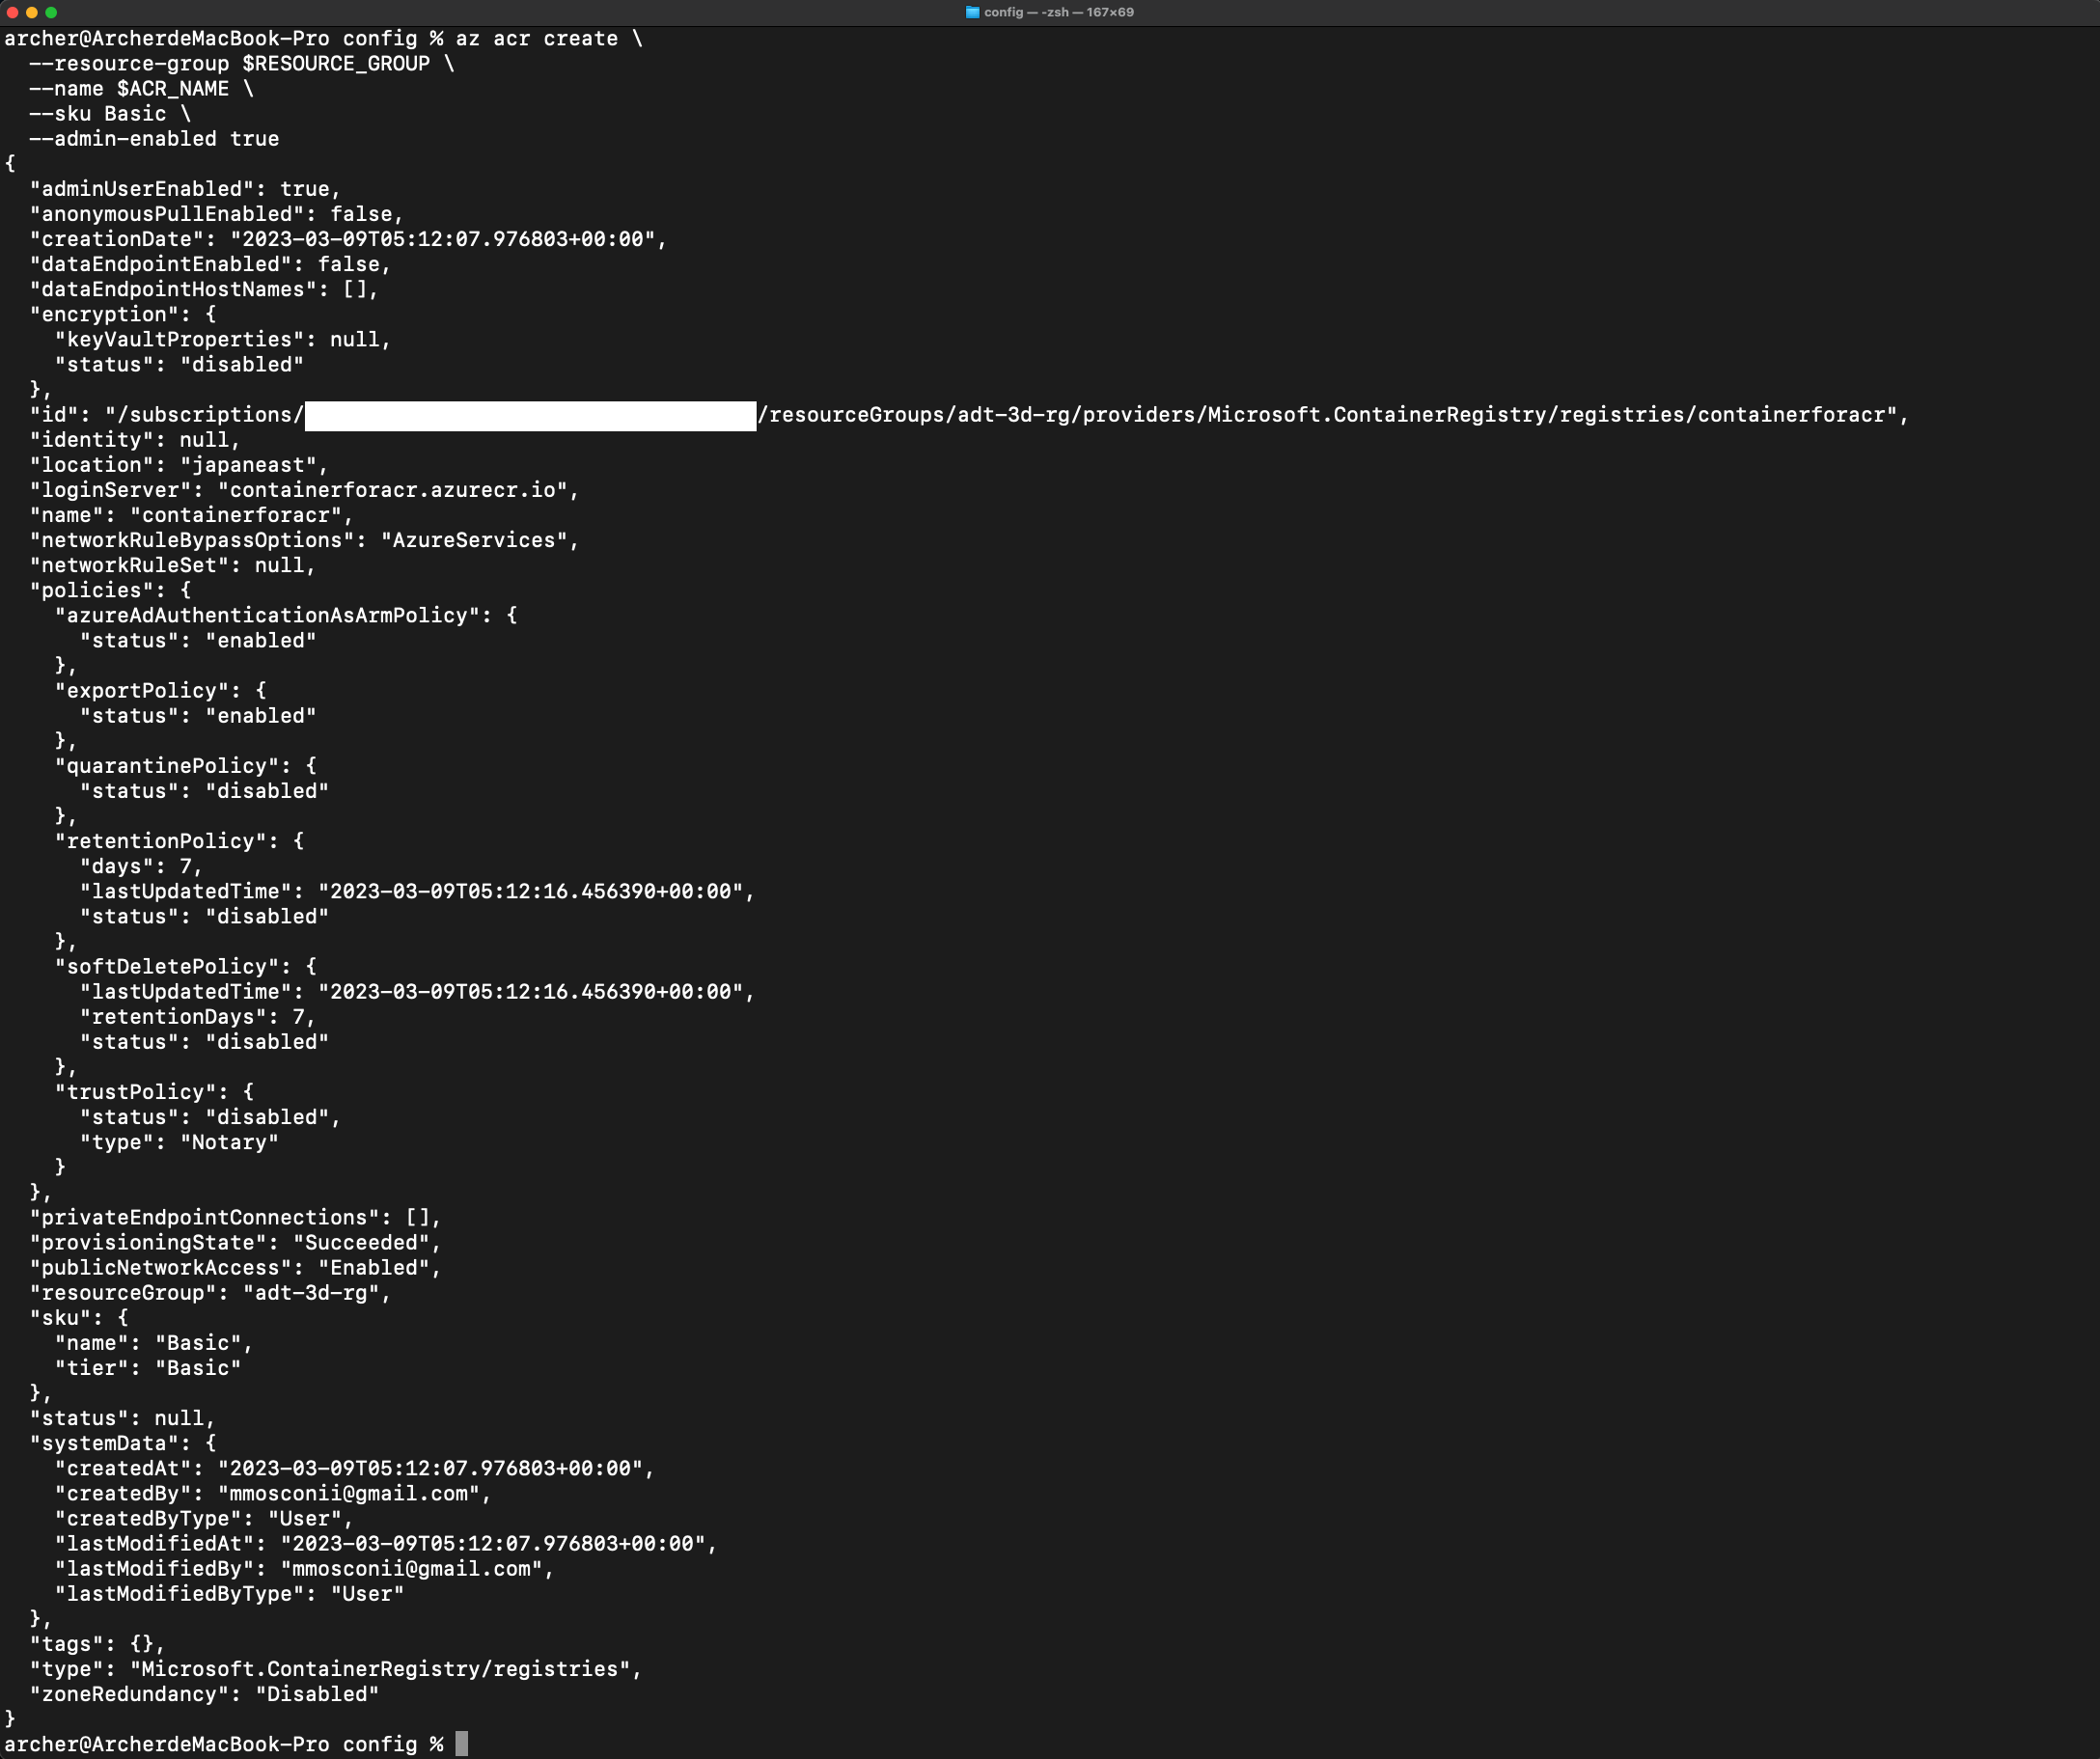 config — -zsh — 167×69
archer@ArcherdeMacBook-Pro config % az acr create \
  --resource-group $RESOURCE_GROUP \
  --name $ACR_NAME \
  --sku Basic \
  --admin-enabled true
{
  "adminUserEnabled": true,
  "anonymousPullEnabled": false,
  "creationDate": "2023-03-09T05:12:07.976803+00:00",
  "dataEndpointEnabled": false,
  "dataEndpointHostNames": [],
  "encryption": {
    "keyVaultProperties": null,
    "status": "disabled"
  },
  "id": "/subscriptions/ /resourceGroups/adt-3d-rg/providers/Microsoft.ContainerRegistry/registries/containerforacr",
  "identity": null,
  "location": "japaneast",
  "loginServer": "containerforacr.azurecr.io",
  "name": "containerforacr",
  "networkRuleBypassOptions": "AzureServices",
  "networkRuleSet": null,
  "policies": {
    "azureAdAuthenticationAsArmPolicy": {
      "status": "enabled"
    },
    "exportPolicy": {
      "status": "enabled"
    },
    "quarantinePolicy": {
      "status": "disabled"
    },
    "retentionPolicy": {
      "days": 7,
      "lastUpdatedTime": "2023-03-09T05:12:16.456390+00:00",
      "status": "disabled"
    },
    "softDeletePolicy": {
      "lastUpdatedTime": "2023-03-09T05:12:16.456390+00:00",
      "retentionDays": 7,
      "status": "disabled"
    },
    "trustPolicy": {
      "status": "disabled",
      "type": "Notary"
    }
  },
  "privateEndpointConnections": [],
  "provisioningState": "Succeeded",
  "publicNetworkAccess": "Enabled",
  "resourceGroup": "adt-3d-rg",
  "sku": {
    "name": "Basic",
    "tier": "Basic"
  },
  "status": null,
  "systemData": {
    "createdAt": "2023-03-09T05:12:07.976803+00:00",
    "createdBy": "mmosconii@gmail.com",
    "createdByType": "User",
    "lastModifiedAt": "2023-03-09T05:12:07.976803+00:00",
    "lastModifiedBy": "mmosconii@gmail.com",
    "lastModifiedByType": "User"
  },
  "tags": {},
  "type": "Microsoft.ContainerRegistry/registries",
  "zoneRedundancy": "Disabled"
}
archer@ArcherdeMacBook-Pro config %